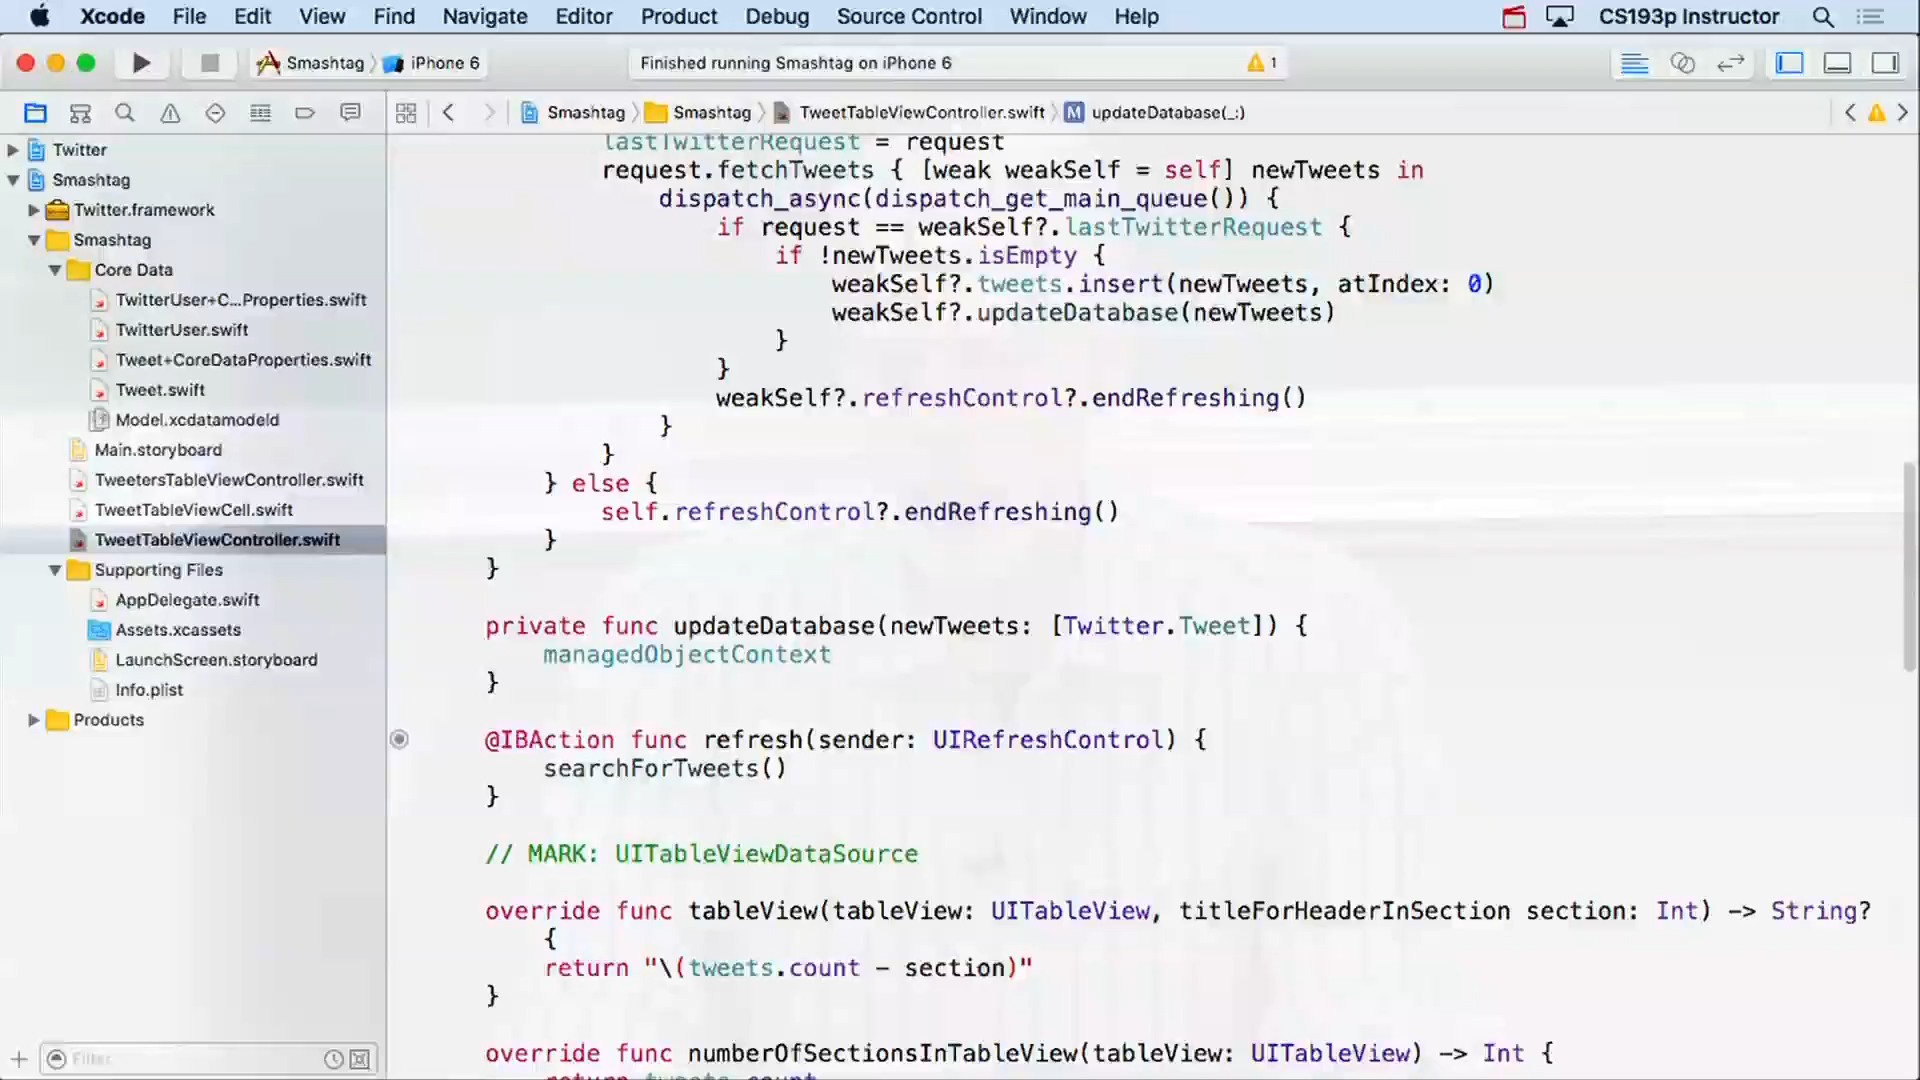 Xcode File Edit View Find Navigate Editor Product Debug Source Control Window Help CS193p Instructor
Smashtag iPhone 6 Finished running Smashtag on iPhone 6 1
Smashtag Smashtag TweetTableViewController.swift M updateDatabase(_:)
Twitter
Smashtag
Twitter.framework
Smashtag
Core Data
TwitterUser+C...Properties.swift
TwitterUser.swift
Tweet+CoreDataProperties.swift
Tweet.swift
Model.xcdatamodeld
Main.storyboard
TweetersTableViewController.swift
TweetTableViewCell.swift
TweetTableViewController.swift
Supporting Files
AppDelegate.swift
Assets.xcassets
LaunchScreen.storyboard
Info.plist
Products
Filter
lastTwitterRequest = request
request.fetchTweets { [weak weakSelf = self] newTweets in
dispatch_async(dispatch_get_main_queue()) {
if request == weakSelf?.lastTwitterRequest {
if !newTweets.isEmpty {
weakSelf?.tweets.insert(newTweets, atIndex: 0)
weakSelf?.updateDatabase(newTweets)
}
}
weakSelf?.refreshControl?.endRefreshing()
}
}
} else {
self.refreshControl?.endRefreshing()
}
}
private func updateDatabase(newTweets: [Twitter.Tweet]) {
managedObjectContext
}
@IBAction func refresh(sender: UIRefreshControl) {
searchForTweets()
}
// MARK: UITableViewDataSource
override func tableView(tableView: UITableView, titleForHeaderInSection section: Int) -> String?
{
return "\(tweets.count - section)"
}
override func numberOfSectionsInTableView(tableView: UITableView) -> Int {
return tweets.count